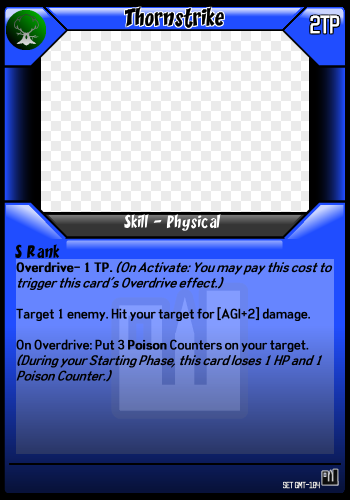 Thornstrike
2TP
Skill - Physical
S Rank
Overdrive- 1 TP. (On Activate: You may pay this cost to
trigger this card's Overdrive effect.)
Target 1 enemy. Hit your target for [AGI+2] damage.
On Overdrive: Put 3 Poison Counters on your target.
(During your Starting Phase, this card loses 1 HP and 1
Poison Counter.)
SET GMT-184